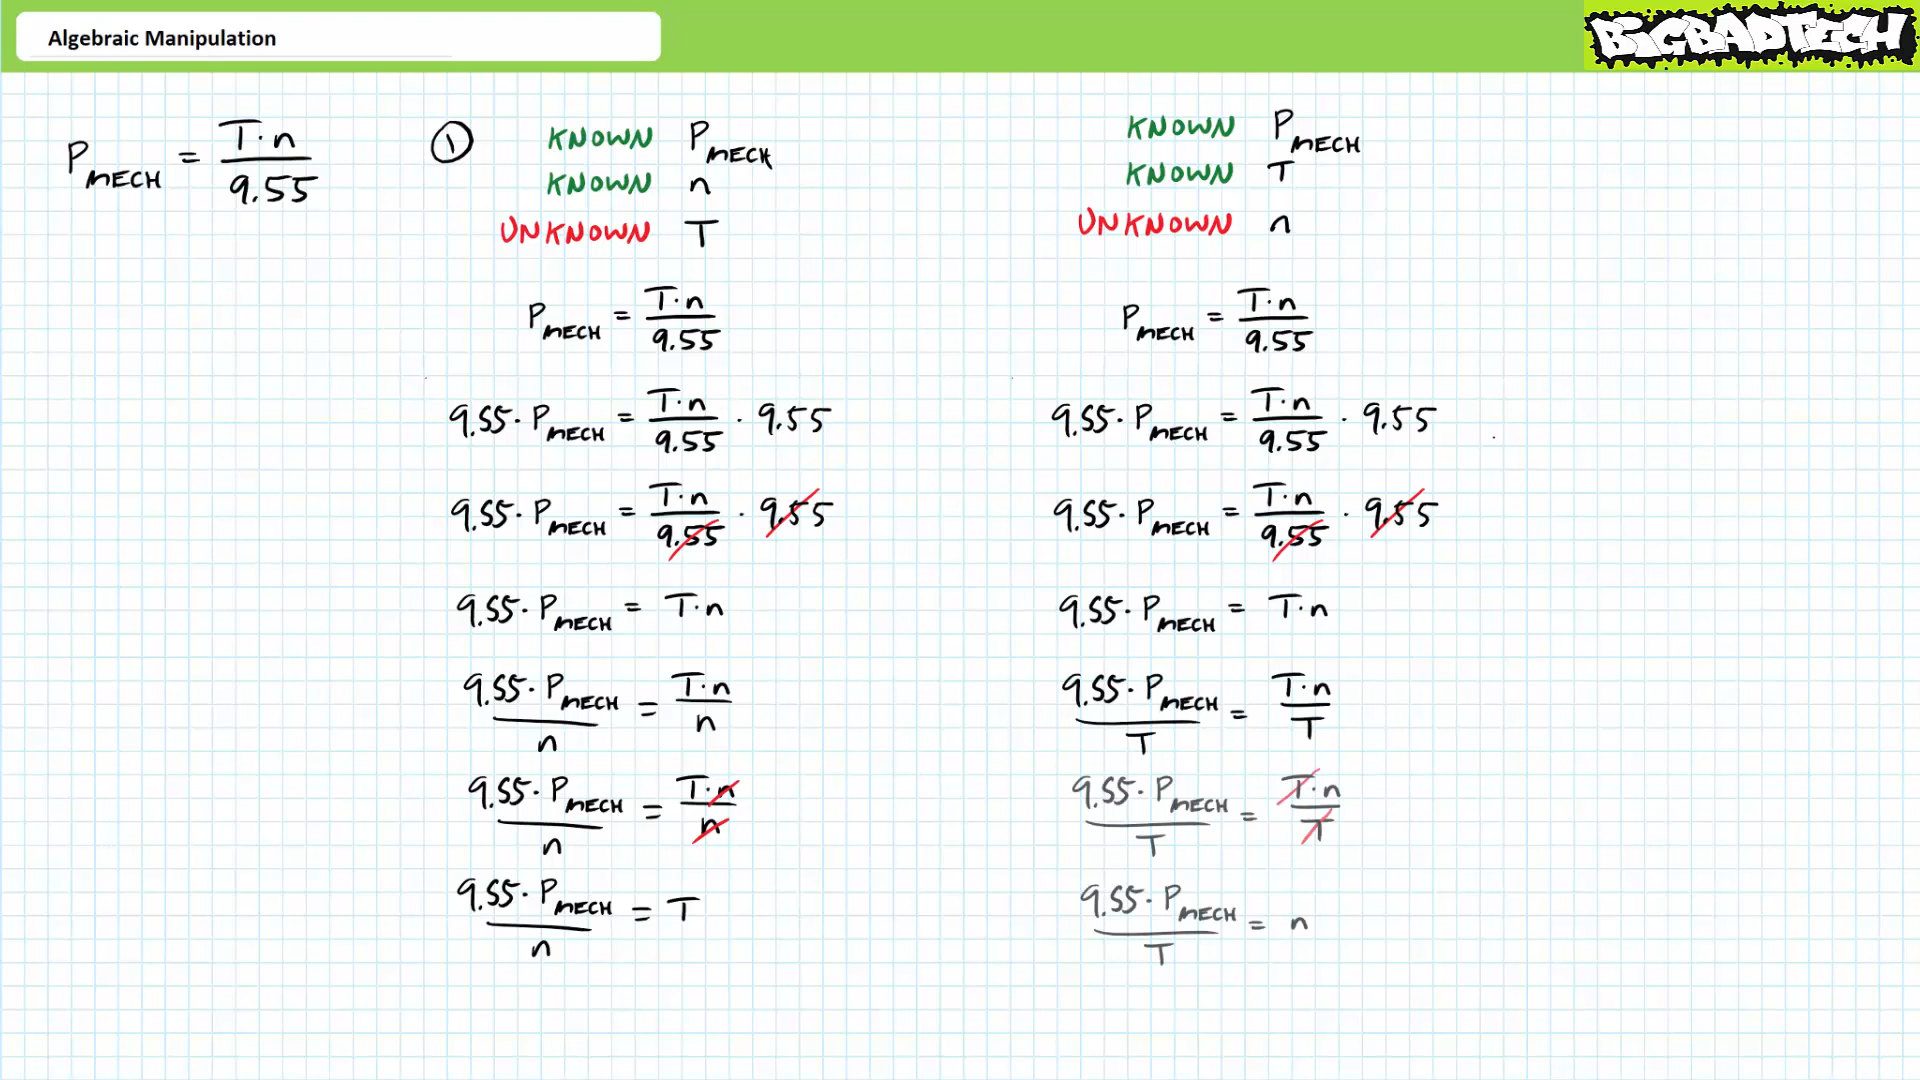 Algebraic Manipulation
BIGBADTECH
P_MECH = T·n / 9.55
①
KNOWN P_MECH
KNOWN n
UNKNOWN T
P_MECH = T·n / 9.55
9.55·P_MECH = T·n / 9.55 · 9.55
9.55·P_MECH = T·n / 9.55 · 9.55
9.55·P_MECH = T·n
9.55·P_MECH / n = T·n / n
9.55·P_MECH / n = T·n / n
9.55·P_MECH / n = T
KNOWN P_MECH
KNOWN T
UNKNOWN n
P_MECH = T·n / 9.55
9.55·P_MECH = T·n / 9.55 · 9.55
9.55·P_MECH = T·n / 9.55 · 9.55
9.55·P_MECH = T·n
9.55·P_MECH / T = T·n / T
9.55·P_MECH / T = T·n / T
9.55·P_MECH / T = n